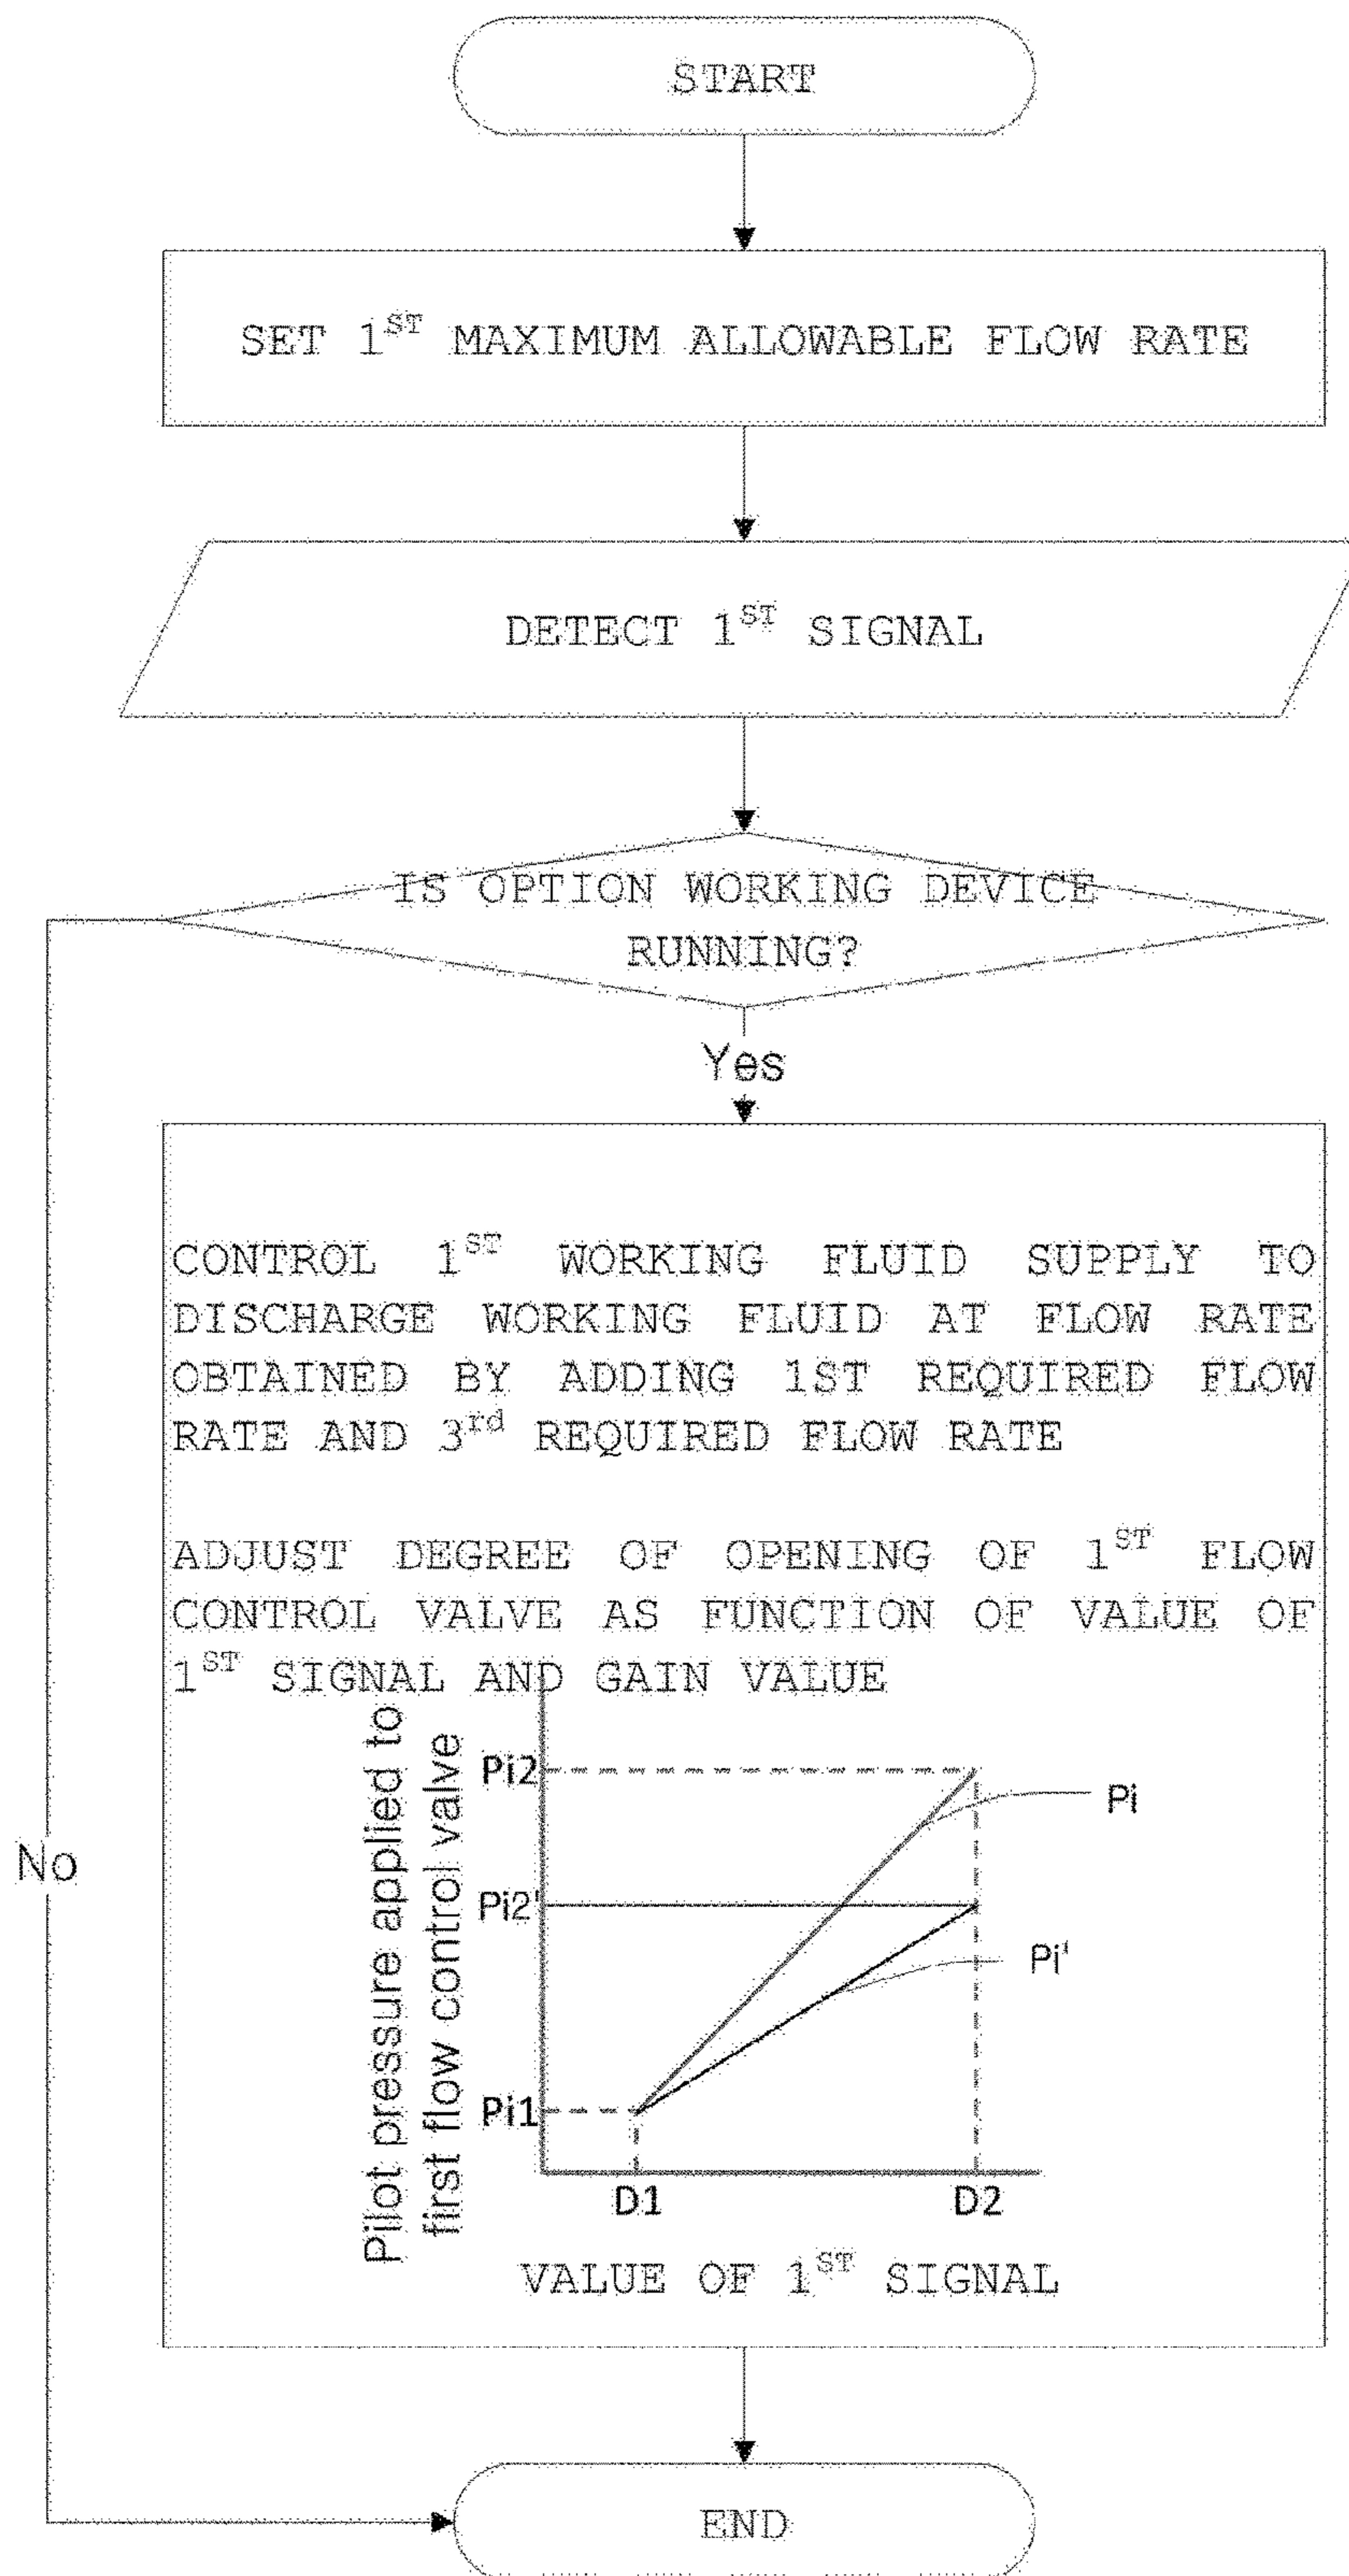 START
SET 1ST MAXIMUM ALLOWABLE FLOW RATE
DETECT 1ST SIGNAL
IS OPTION WORKING DEVICE
RUNNING?
Yes
CONTROL 1ST WORKING FLUID SUPPLY TO
DISCHARGE WORKING FLUID AT FLOW RATE
OBTAINED BY ADDING 1ST REQUIRED FLOW
RATE AND 3rd REQUIRED FLOW RATE
ADJUST DEGREE OF OPENING OF 1ST FLOW
CONTROL VALVE AS FUNCTION OF VALUE OF
1ST SIGNAL AND GAIN VALUE
Pilot pressure applied to
first flow control valve
Pi2
Pi
No
Pi2'
Pi'
Pi1
D1 D2
VALUE OF 1ST SIGNAL
END